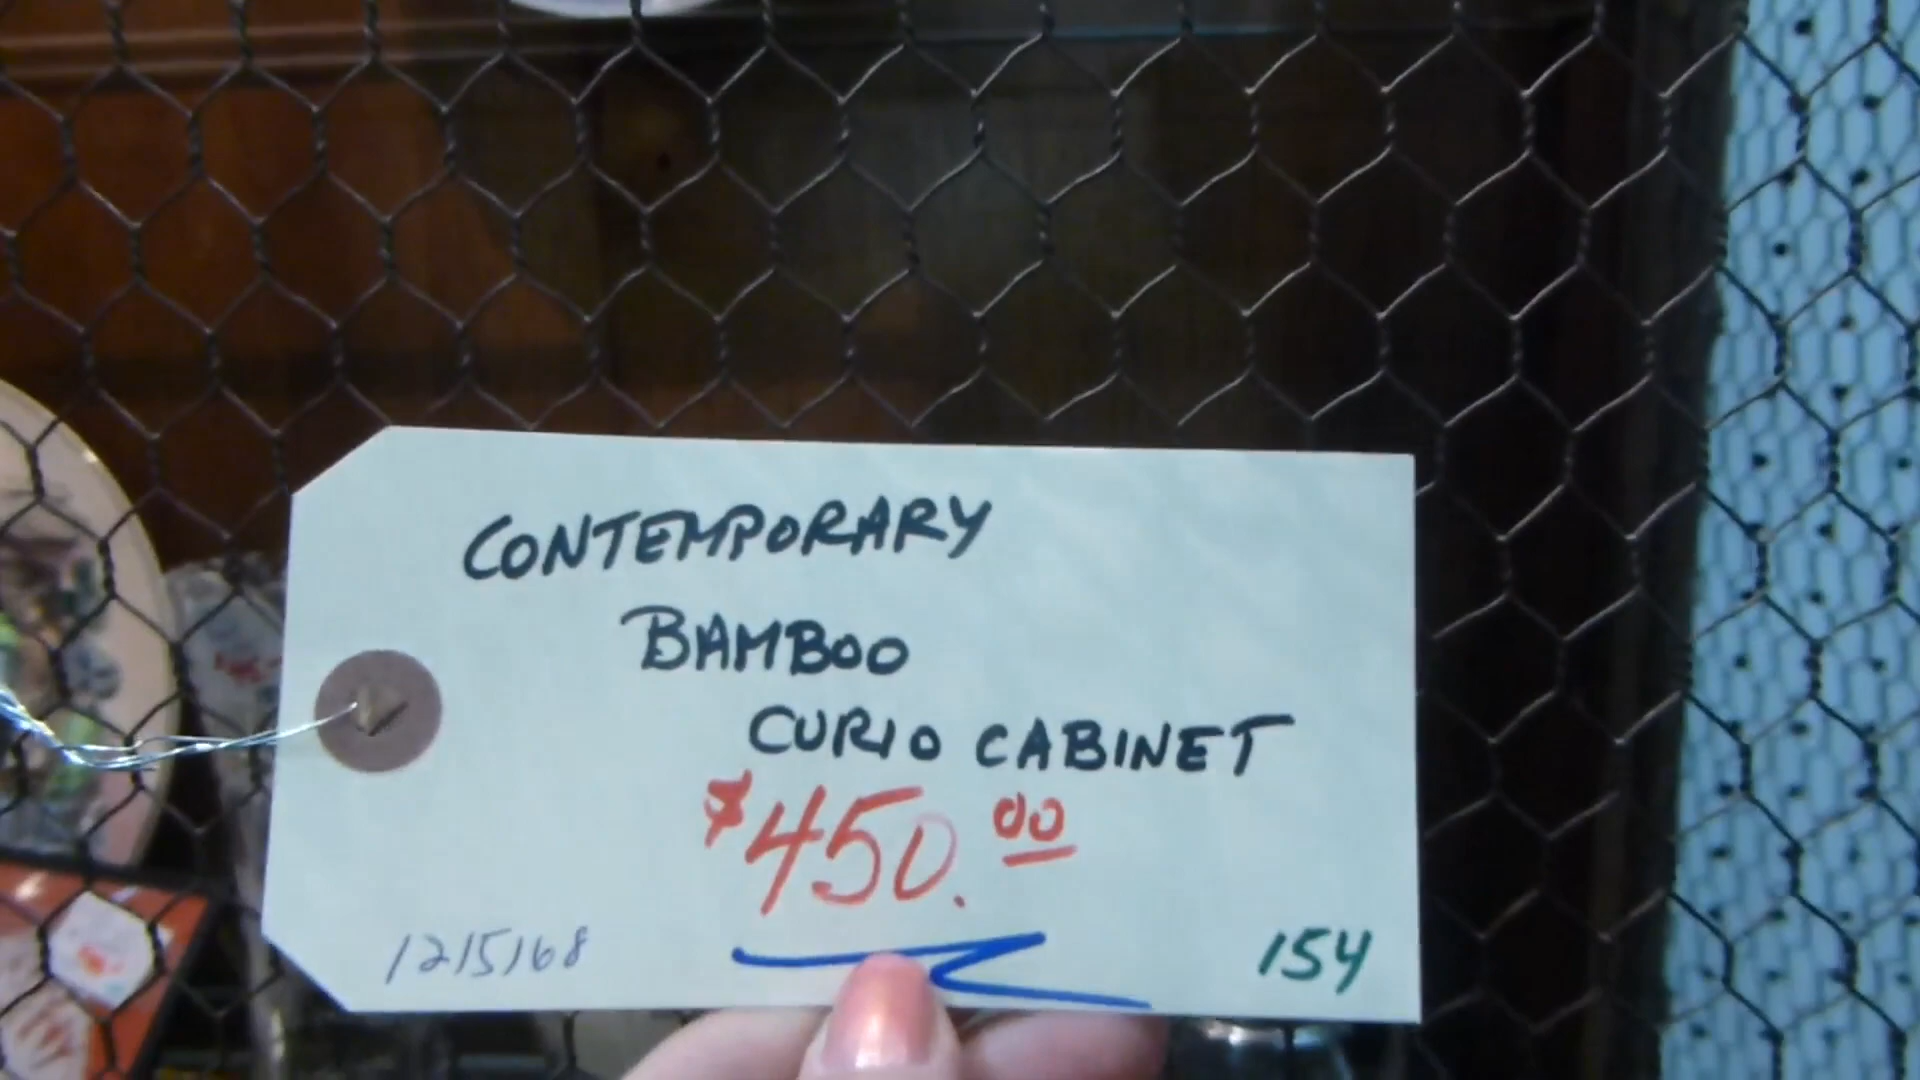 CONTEMPORARY
BAMBOO
CURIO CABINET
$450.00
1215168
154